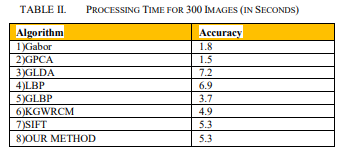 TABLE II. PROCESSING TIME FOR 300 IMAGES (IN SECONDS)
Algorithm Accuracy
1)Gabor 1.8
2)GPCA 1.5
3)GLDA 7.2
4)LBP 6.9
5)GLBP 3.7
6)KGWRCM 4.9
7)SIFT 5.3
8)OUR METHOD 5.3